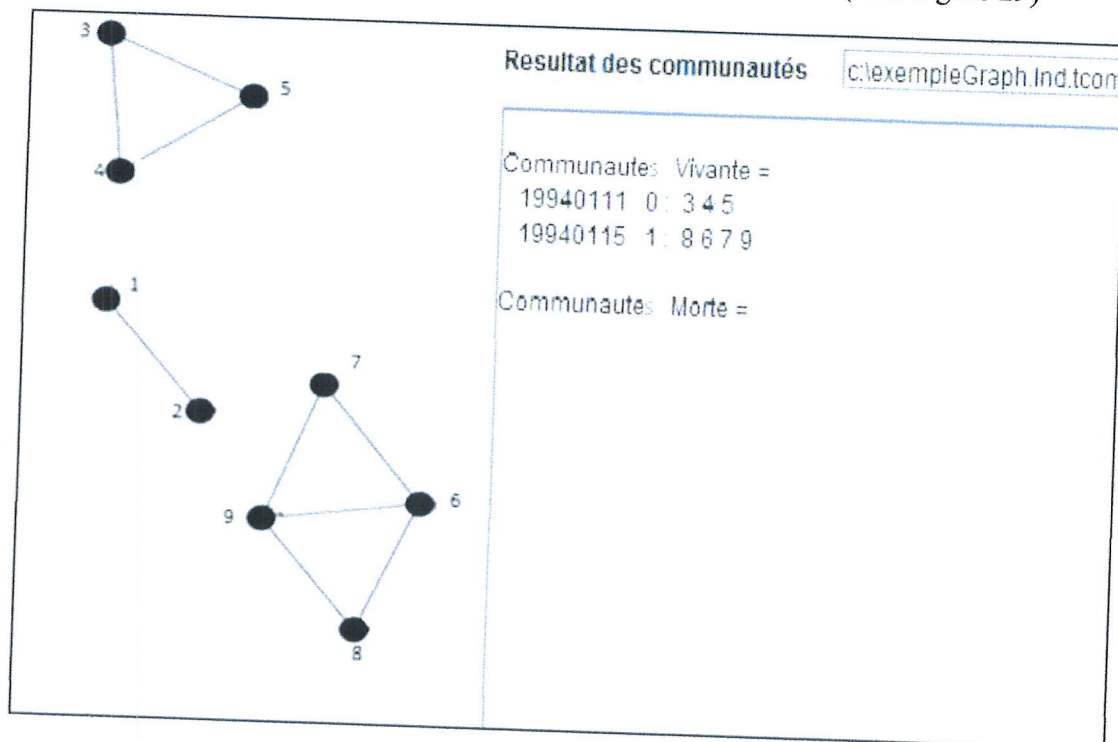 3
5
4
1
2
7
9
6
8
Resultat des communautés c:\exempleGraph.Ind.tcom
Communautes Vivante =
19940111 0 : 3 4 5
19940115 1 : 8 6 7 9
Communautes Morte =